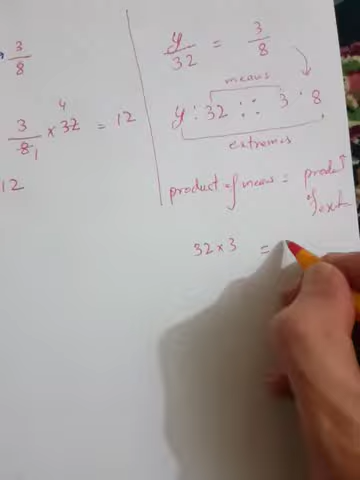 3/8
3/8 × 32 = 12
4
1
12
y/32 = 3/8
means
y : 32 :: 3 : 8
extremes
product of means = product
of ext
32 × 3 =